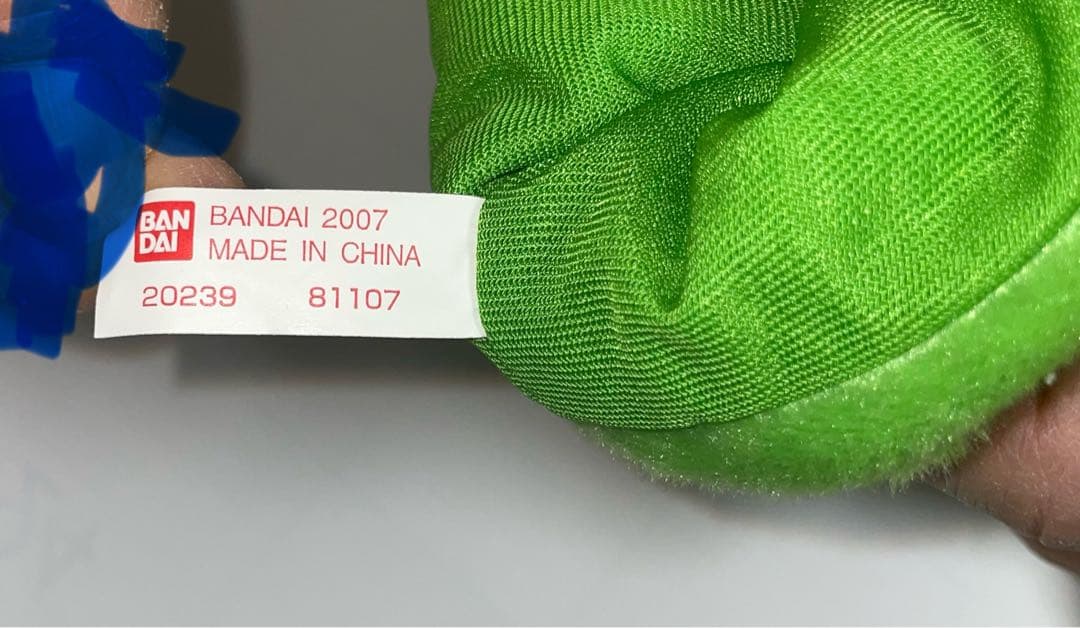 BAN
DAI
BANDAI 2007
MADE IN CHINA
20239 81107